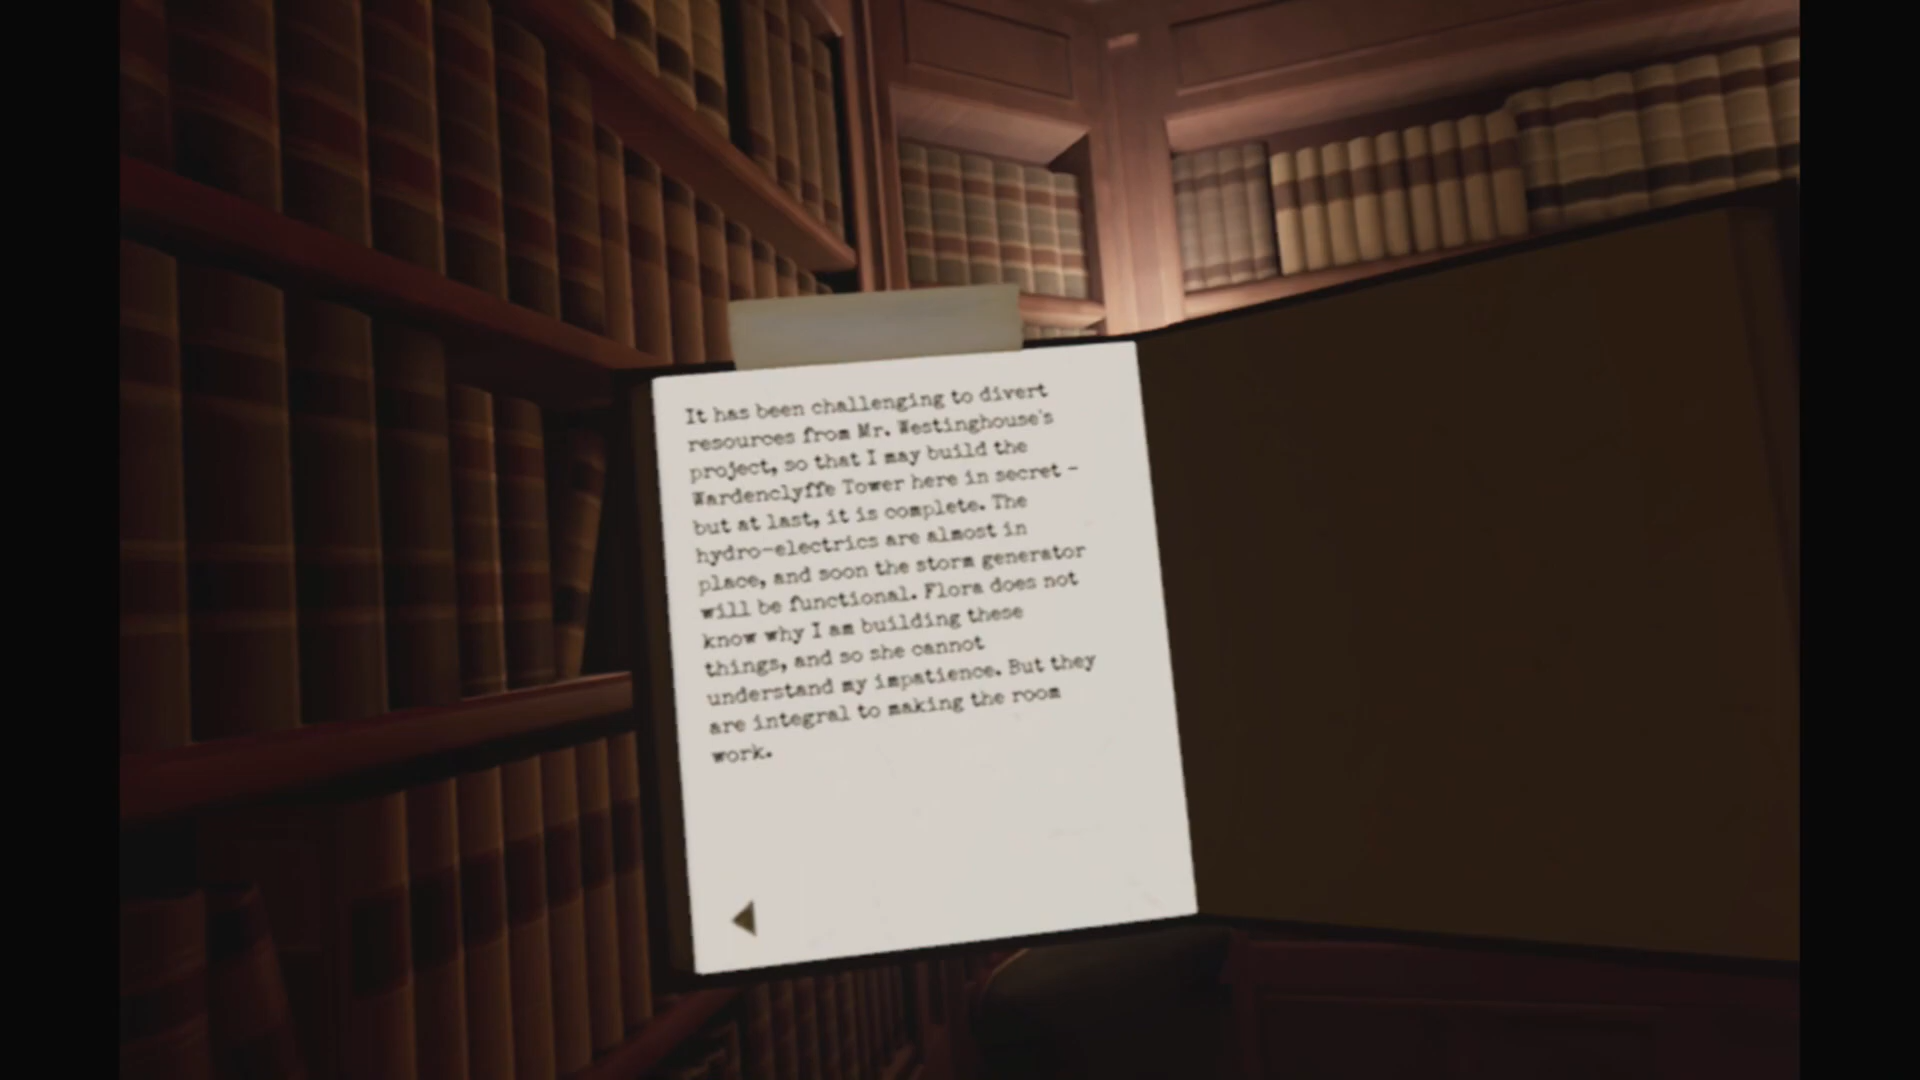 It has been challenging to divert
resources from Mr. Westinghouse's
project, so that I may build the
Wardenclyffe Tower here in secret -
but at last, it is complete. The
hydro-electrics are almost in
place, and soon the storm generator
will be functional. Flora does not
know why I am building these
things, and so she cannot
understand my impatience. But they
are integral to making the room
work.